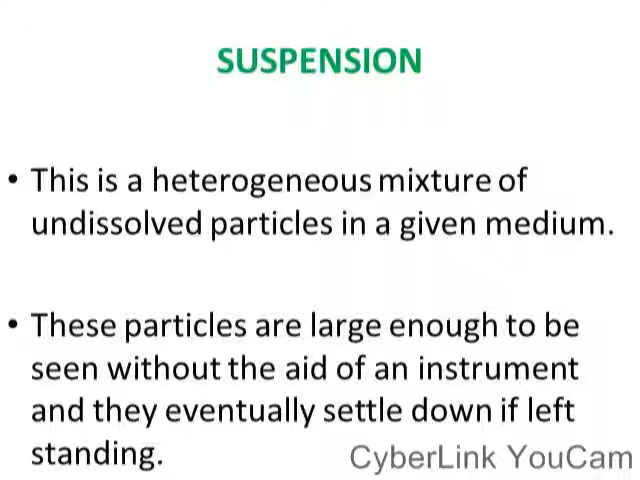 SUSPENSION
• This is a heterogeneous mixture of
undissolved particles in a given medium.
• These particles are large enough to be
seen without the aid of an instrument
and they eventually settle down if left
standing.
CyberLink YouCam